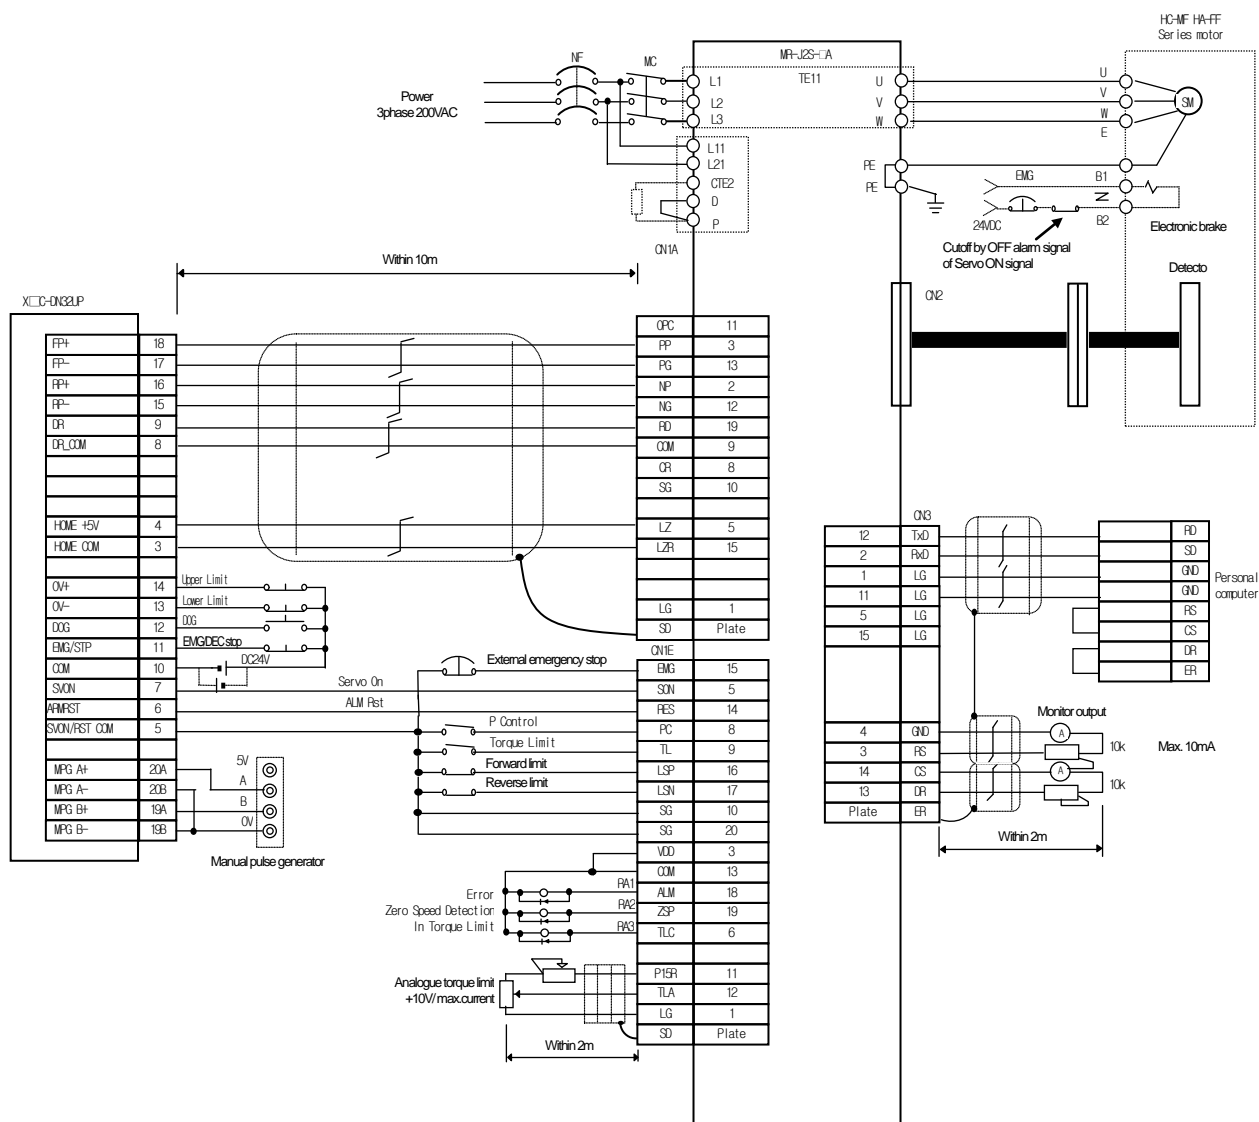 HC-MF HA-FF
Series motor
NF
MC
MR-J2S-□A
TE11
Power
3phase 200VAC
L1
L2
L3
U
V
W
U
V
W
E
SM
L11
L21
CTE2
D
P
PE
PE
EMG
B1
24VDC
B2
Cutoff by OFF alarm signal
of Servo ON signal
Electronic brake
Detecto
CN1A
CN2
Within 10m
X□C-DN32UP
FP+ 18
FP- 17
RP+ 16
RP- 15
DR 9
DR_COM 8
HOME +5V 4
HOME COM 3
OV+ 14
OV- 13
DOG 12
EMG/STP 11
COM 10
SVON 7
ARMRST 6
SVON/RST COM 5
MPG A+ 20A
MPG A- 20B
MPG B+ 19A
MPG B- 19B
Upper Limit
Lower Limit
DOG
EMG/DEC stop
DC24V
5V
A
B
0V
Manual pulse generator
OPC 11
PP 3
PG 13
NP 2
NG 12
RD 19
COM 9
CR 8
SG 10
LZ 5
LZR 15
LG 1
SD Plate
CN1E
External emergency stop
Servo On
ALM Rst
P Control
Torque Limit
Forward limit
Reverse limit
EMG 15
SON 5
RES 14
PC 8
TL 9
LSP 16
LSN 17
SG 10
SG 20
VDD 3
COM 13
ALM 18
ZSP 19
TLC 6
P15R 11
TLA 12
LG 1
SD Plate
Error
Zero Speed Detection
In Torque Limit
RA1
RA2
RA3
Analogue torque limit
+10V/max.current
Within 2m
CN3
12 TxD
2 RxD
1 LG
11 LG
5 LG
15 LG
4 GND
3 RS
14 CS
13 DR
Plate ER
RD
SD
GND
GND
RS
CS
DR
ER
Personal
computer
Monitor output
A
10k
A
10k
Max. 10mA
Within 2m